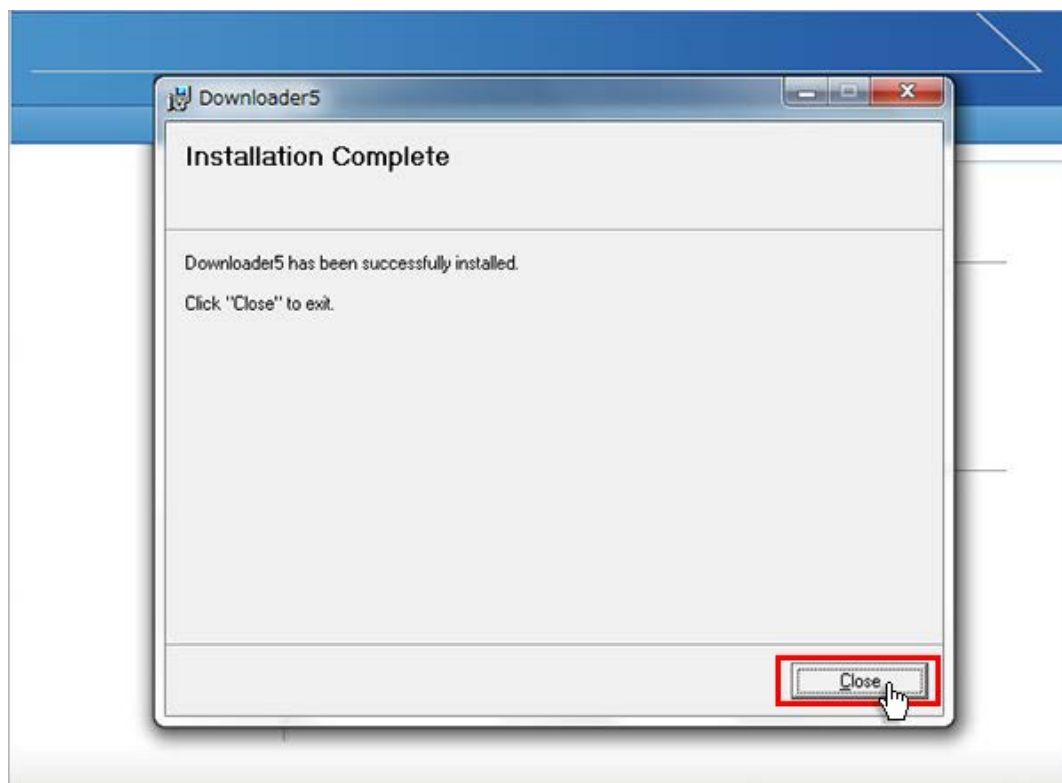 Downloader5
Installation Complete
Downloader5 has been successfully installed.
Click "Close" to exit.
Close